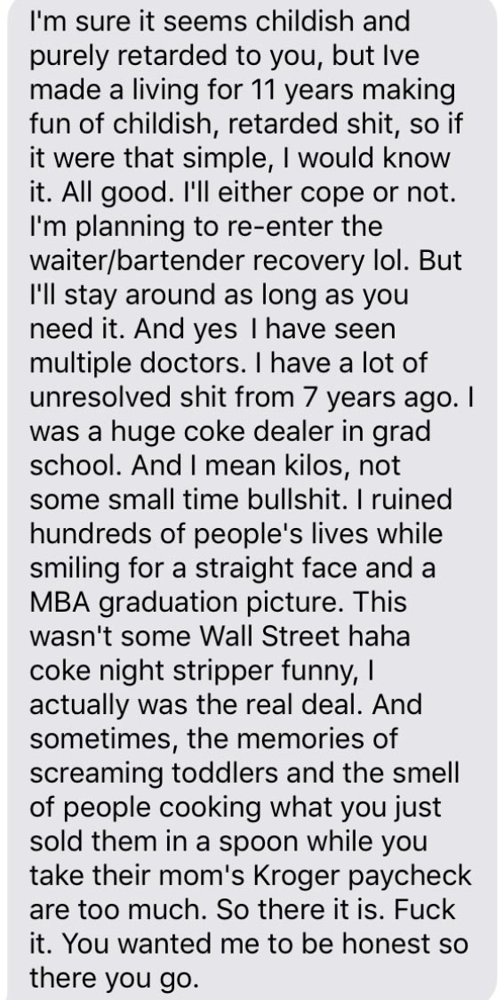 I'm sure it seems childish and
purely retarded to you, but Ive
made a living for 11 years making
fun of childish, retarded shit, so if
it were that simple, I would know
it. All good. I'll either cope or not.
I'm planning to re-enter the
waiter/bartender recovery lol. But
I'll stay around as long as you
need it. And yes I have seen
multiple doctors. I have a lot of
unresolved shit from 7 years ago. I
was a huge coke dealer in grad
school. And I mean kilos, not
some small time bullshit. I ruined
hundreds of people's lives while
smiling for a straight face and a
MBA graduation picture. This
wasn't some Wall Street haha
coke night stripper funny, I
actually was the real deal. And
sometimes, the memories of
screaming toddlers and the smell
of people cooking what you just
sold them in a spoon while you
take their mom's Kroger paycheck
are too much. So there it is. Fuck
it. You wanted me to be honest so
there you go.